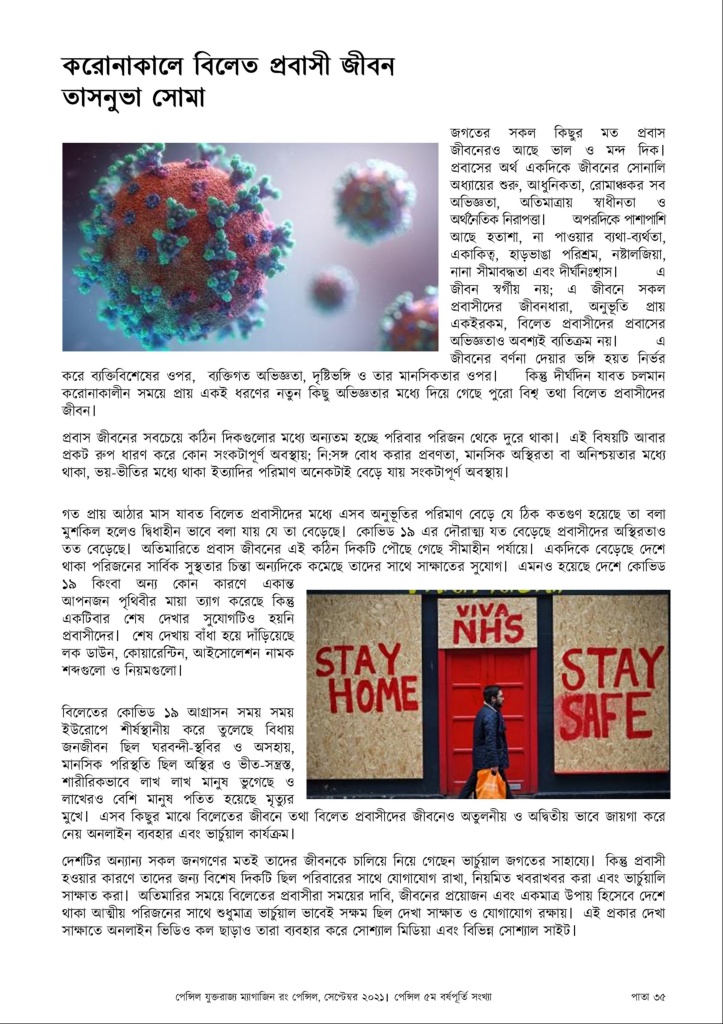 করোনাকালে বিলেত প্রবাসী জীবন
তাসনুভা সোমা
জগতের সকল কিছুর মত প্রবাস
জীবনেরও আছে ভাল ও মন্দ দিক।
প্রবাসের অর্থ একদিকে জীবনের সোনালি
অধ্যায়ের শুরু, আধুনিকতা, রোমাঞ্চকর সব
অভিজ্ঞতা, অতিমাত্রায় স্বাধীনতা ও
অর্থনৈতিক নিরাপত্তা। অপরদিকে পাশাপাশি
আছে হতাশা, না পাওয়ার ব্যথা-ব্যর্থতা,
একাকিত্ব, হাড়ভাঙা পরিশ্রম, নষ্টালজিয়া,
নানা সীমাবদ্ধতা এবং দীর্ঘনিঃশ্বাস। এ
জীবন স্বর্গীয় নয়; এ জীবনে সকল
প্রবাসীদের জীবনধারা, অনুভূতি প্রায়
একইরকম, বিলেত প্রবাসীদের প্রবাসের
অভিজ্ঞতাও অবশ্যই ব্যতিক্রম নয়। এ
জীবনের বর্ণনা দেয়ার ভঙ্গি হয়ত নির্ভর
করে ব্যক্তিবিশেষের ওপর, ব্যক্তিগত অভিজ্ঞতা, দৃষ্টিভঙ্গি ও তার মানসিকতার ওপর। কিন্তু দীর্ঘদিন যাবত চলমান
করোনাকালীন সময়ে প্রায় একই ধরণের নতুন কিছু অভিজ্ঞতার মধ্যে দিয়ে গেছে পুরো বিশ্ব তথা বিলেত প্রবাসীদের
জীবন।
প্রবাস জীবনের সবচেয়ে কঠিন দিকগুলোর মধ্যে অন্যতম হচ্ছে পরিবার পরিজন থেকে দুরে থাকা। এই বিষয়টি আবার
প্রকট রুপ ধারণ করে কোন সংকটাপূর্ণ অবস্থায়; নি:সঙ্গ বোধ করার প্রবণতা, মানসিক অস্থিরতা বা অনিশ্চয়তার মধ্যে
থাকা, ভয়-ভীতির মধ্যে থাকা ইত্যাদির পরিমাণ অনেকটাই বেড়ে যায় সংকটাপূর্ণ অবস্থায়।
গত প্রায় আঠার মাস যাবত বিলেত প্রবাসীদের মধ্যে এসব অনুভূতির পরিমাণ বেড়ে যে ঠিক কতগুণ হয়েছে তা বলা
মুশকিল হলেও দ্বিধাহীন ভাবে বলা যায় যে তা বেড়েছে। কোভিড ১৯ এর দৌরাত্ম্য যত বেড়েছে প্রবাসীদের অস্থিরতাও
তত বেড়েছে। অতিমারিতে প্রবাস জীবনের এই কঠিন দিকটি পৌছে গেছে সীমাহীন পর্যায়ে। একদিকে বেড়েছে দেশে
থাকা পরিজনের সার্বিক সুস্থতার চিন্তা অন্যদিকে কমেছে তাদের সাথে সাক্ষাতের সুযোগ। এমনও হয়েছে দেশে কোভিড
১৯ কিংবা অন্য কোন কারণে একান্ত
আপনজন পৃথিবীর মায়া ত্যাগ করেছে কিন্তু
একটিবার শেষ দেখার সুযোগটিও হয়নি
প্রবাসীদের। শেষ দেখায় বাঁধা হয়ে দাঁড়িয়েছে
লক ডাউন, কোয়ারেন্টিন, আইসোলেশন নামক
শব্দগুলো ও নিয়মগুলো।
VIVA
NHS
STAY
HOME
STAY
SAFE
বিলেতের কোভিড ১৯ আগ্রাসন সময় সময়
ইউরোপে শীর্ষস্থানীয় করে তুলেছে বিধায়
জনজীবন ছিল ঘরবন্দী-স্থবির ও অসহায়,
মানসিক পরিস্থতি ছিল অস্থির ও ভীত-সন্ত্রস্ত,
শারীরিকভাবে লাখ লাখ মানুষ ভুগেছে ও
লাখেরও বেশি মানুষ পতিত হয়েছে মৃত্যুর
মুখে। এসব কিছুর মাঝে বিলেতের জীবনে তথা বিলেত প্রবাসীদের জীবনেও অতুলনীয় ও অদ্বিতীয় ভাবে জায়গা করে
নেয় অনলাইন ব্যবহার এবং ভার্চুয়াল কার্যক্রম।
দেশটির অন্যান্য সকল জনগণের মতই তাদের জীবনকে চালিয়ে নিয়ে গেছেন ভার্চুয়াল জগতের সাহায্যে। কিন্তু প্রবাসী
হওয়ার কারণে তাদের জন্য বিশেষ দিকটি ছিল পরিবারের সাথে যোগাযোগ রাখা, নিয়মিত খবরাখবর করা এবং ভার্চুয়ালি
সাক্ষাত করা। অতিমারির সময়ে বিলেতের প্রবাসীরা সময়ের দাবি, জীবনের প্রয়োজন এবং একমাত্র উপায় হিসেবে দেশে
থাকা আত্মীয় পরিজনের সাথে শুধুমাত্র ভার্চুয়াল ভাবেই সক্ষম ছিল দেখা সাক্ষাত ও যোগাযোগ রক্ষায়। এই প্রকার দেখা
সাক্ষাতে অনলাইন ভিডিও কল ছাড়াও তারা ব্যবহার করে সোশ্যাল মিডিয়া এবং বিভিন্ন সোশ্যাল সাইট।
পেন্সিল যুক্তরাজ্য ম্যাগাজিন রং পেন্সিল, সেপ্টেম্বর ২০২১। পেন্সিল ৫ম বর্ষপূর্তি সংখ্যা পাতা ৩৫